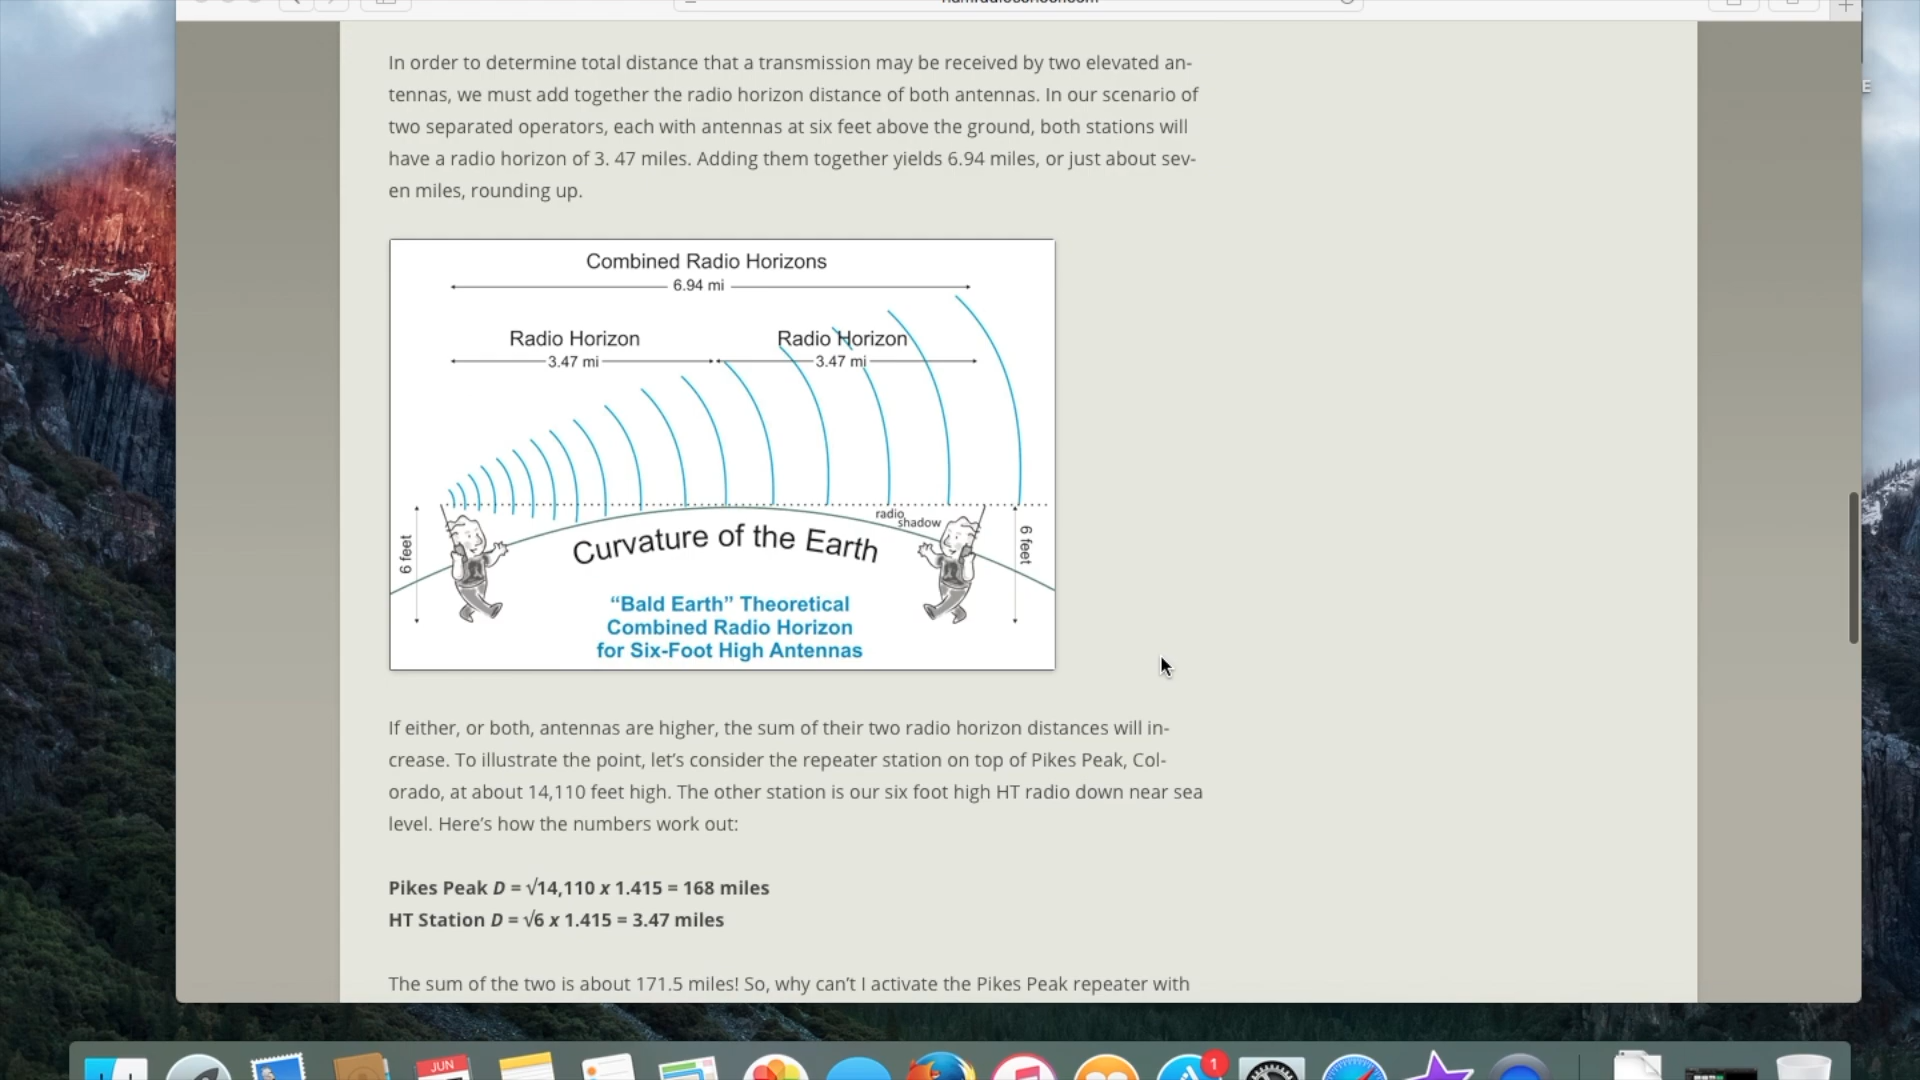 In order to determine total distance that a transmission may be received by two elevated an-
tennas, we must add together the radio horizon distance of both antennas. In our scenario of
two separated operators, each with antennas at six feet above the ground, both stations will
have a radio horizon of 3. 47 miles. Adding them together yields 6.94 miles, or just about sev-
en miles, rounding up.
Combined Radio Horizons
6.94 mi
Radio Horizon
Radio Horizon
3.47 mi
3.47 mi
radio
shadow
6 feet
6 feet
Curvature of the Earth
“Bald Earth” Theoretical
Combined Radio Horizon
for Six-Foot High Antennas
If either, or both, antennas are higher, the sum of their two radio horizon distances will in-
crease. To illustrate the point, let’s consider the repeater station on top of Pikes Peak, Col-
orado, at about 14,110 feet high. The other station is our six foot high HT radio down near sea
level. Here’s how the numbers work out:
Pikes Peak D = √14,110 x 1.415 = 168 miles
HT Station D = √6 x 1.415 = 3.47 miles
The sum of the two is about 171.5 miles! So, why can’t I activate the Pikes Peak repeater with
E
JUN
1